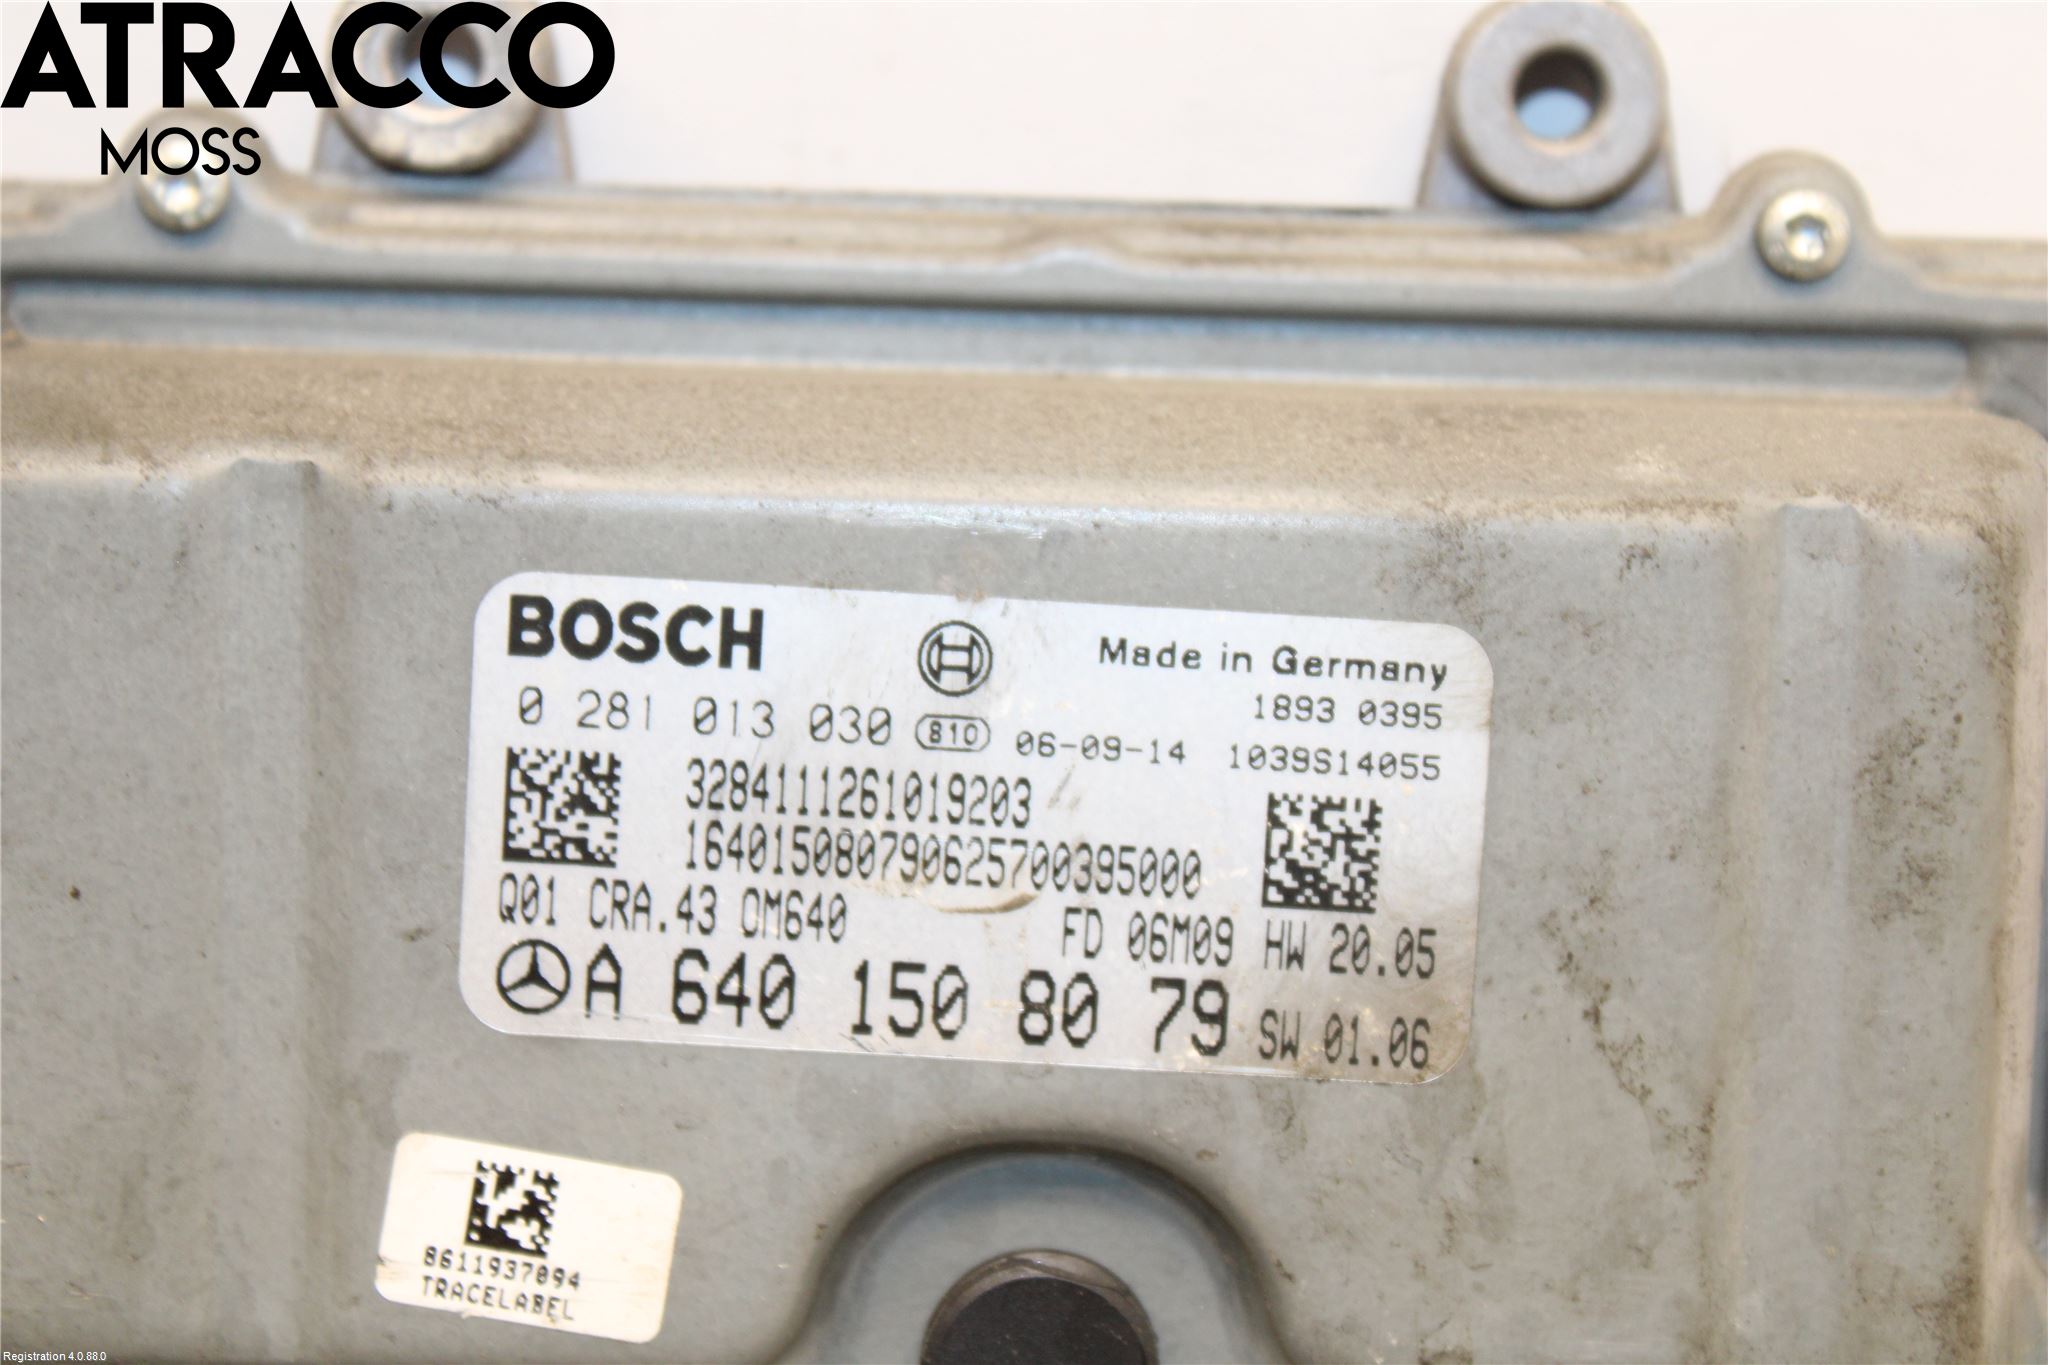 ATRACCO
MOSS
BOSCH
Made in Germany
1893 0395
0 281 013 030 810 06-09-14 1039S14055
3284111261019203
16401508079062570039500​0
Q01 CRA.43 OM640 FD 06M09 HW 20.05
A 640 150 80 79 SW 01.06
8611937094
TRACELABEL
Registration 4.0.88.0